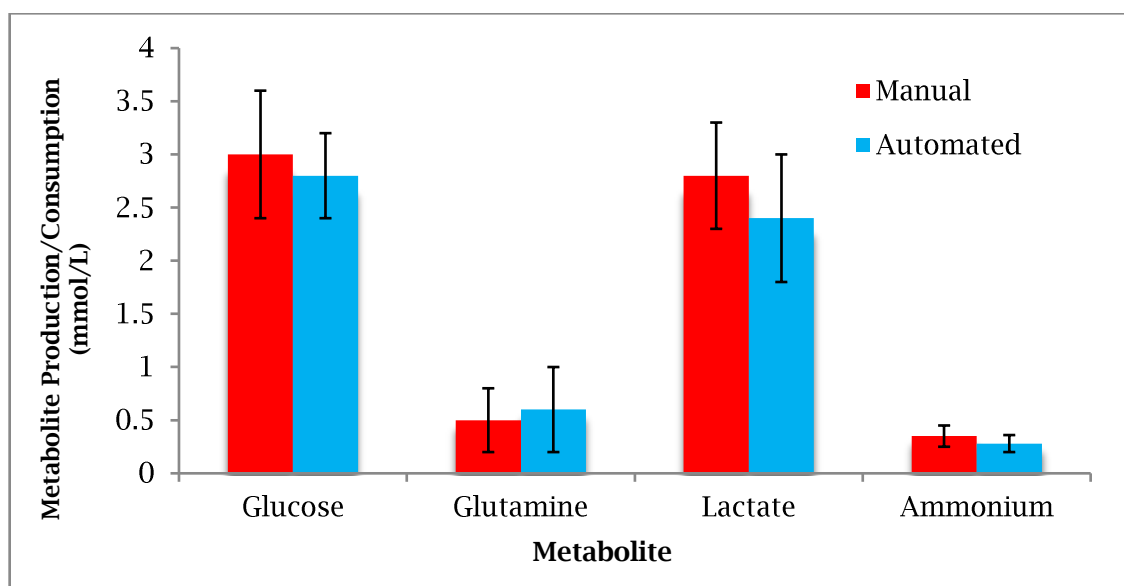 Metabolite Production/Consumption
(mmol/L)
4
3.5
3
2.5
2
1.5
1
0.5
0
Manual
Automated
Glucose Glutamine Lactate Ammonium
Metabolite